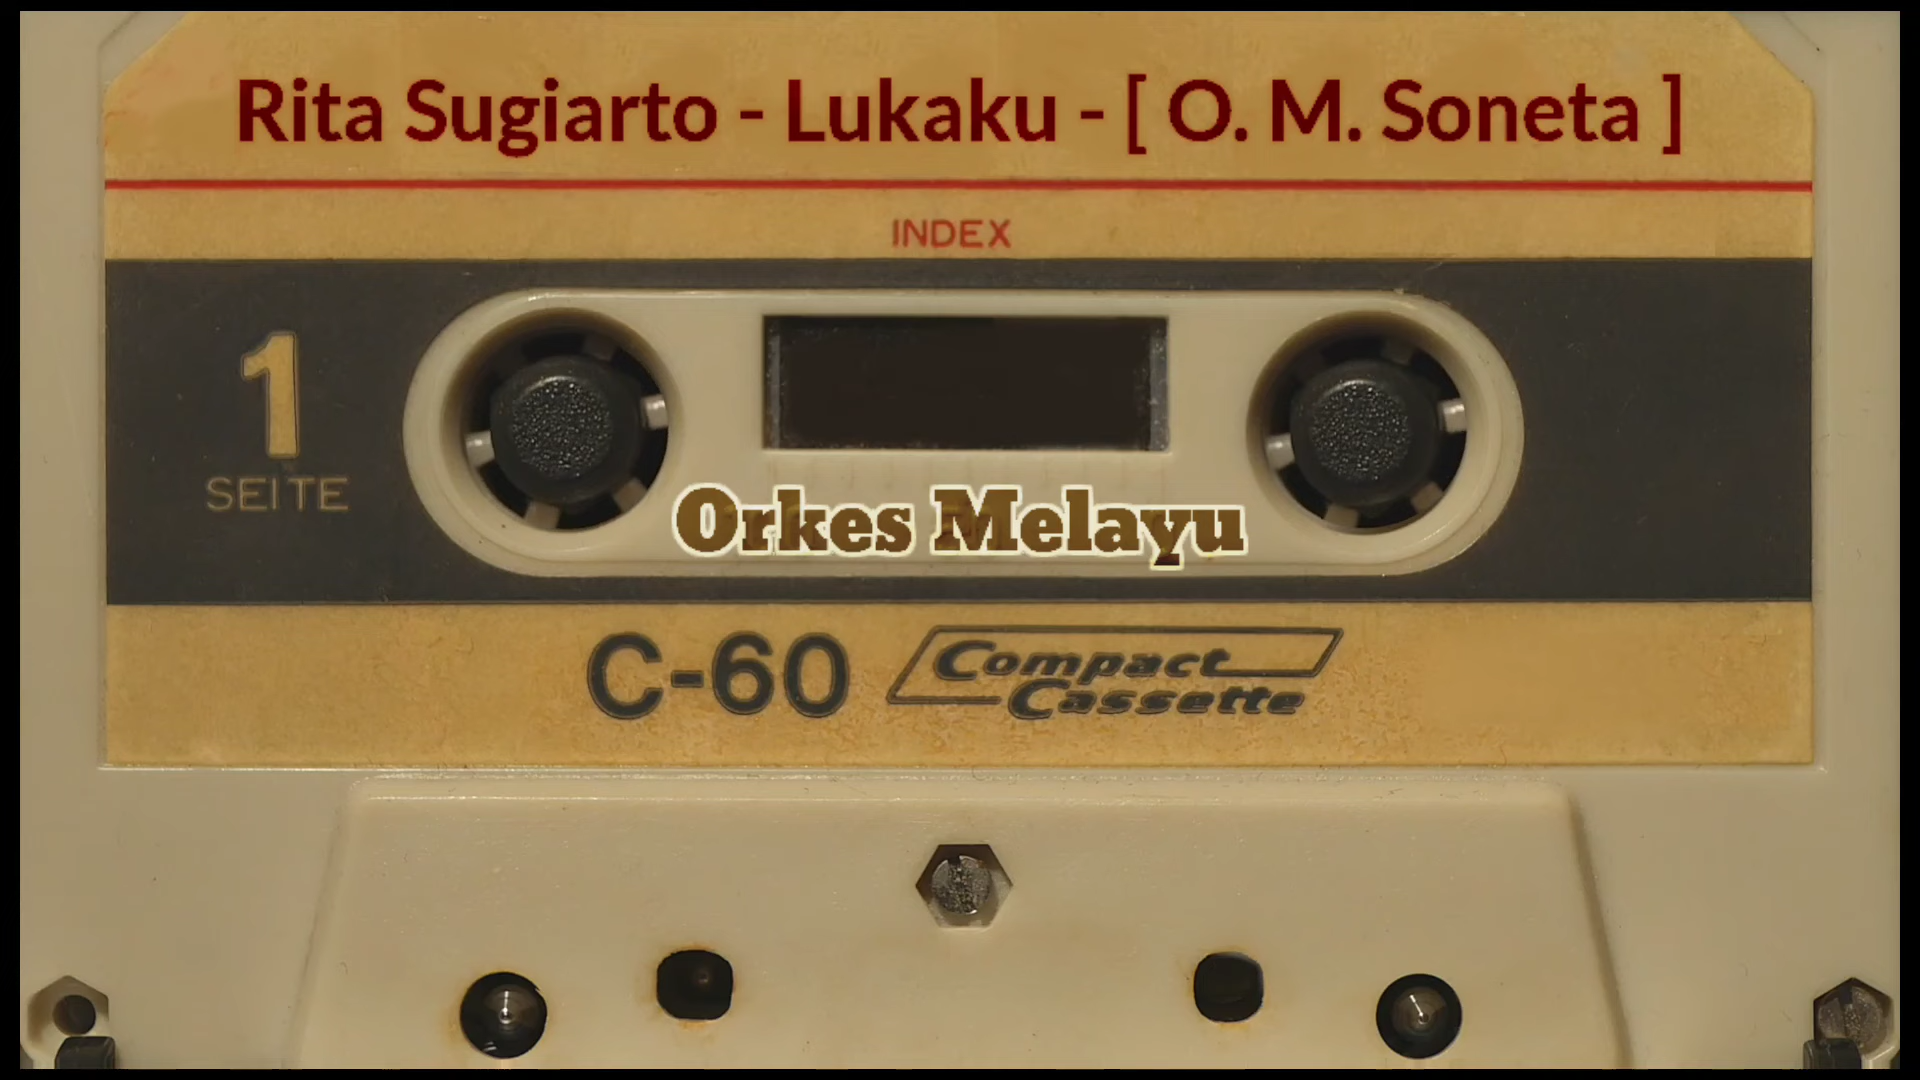 Rita Sugiarto - Lukaku - [ O. M. Soneta ]
INDEX
1
SEITE
Orkes Melayu
C-60
Compact
Cassette